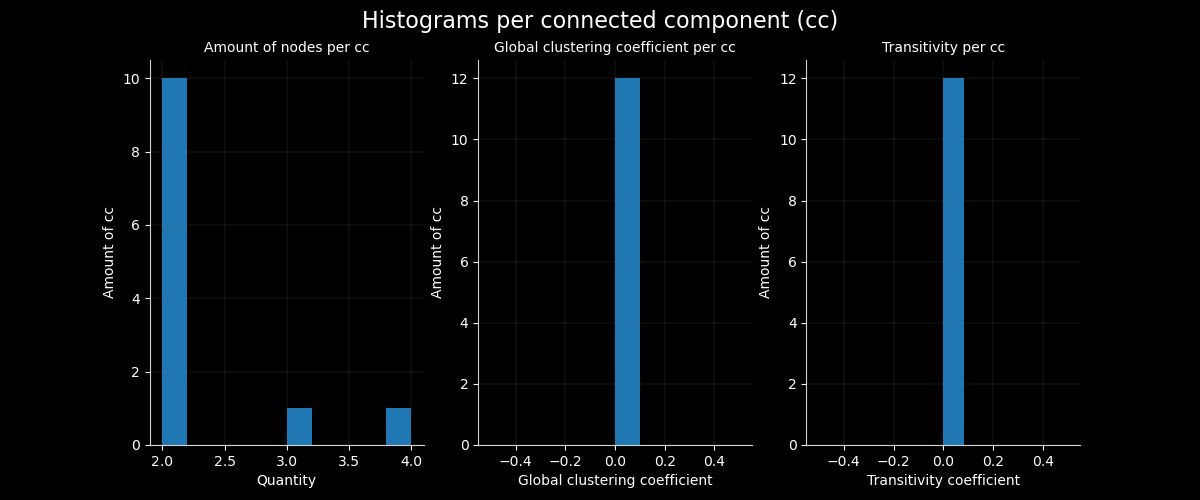 Histograms per connected component (cc)
Amount of nodes per cc
Global clustering coefficient per cc
Transitivity per cc
10
8
6
4
2
0
Amount of cc
2.0 2.5 3.0 3.5 4.0
Quantity
12
10
8
6
4
2
0
Amount of cc
−0.4 −0.2 0.0 0.2 0.4
Global clustering coefficient
12
10
8
6
4
2
0
Amount of cc
−0.4 −0.2 0.0 0.2 0.4
Transitivity coefficient